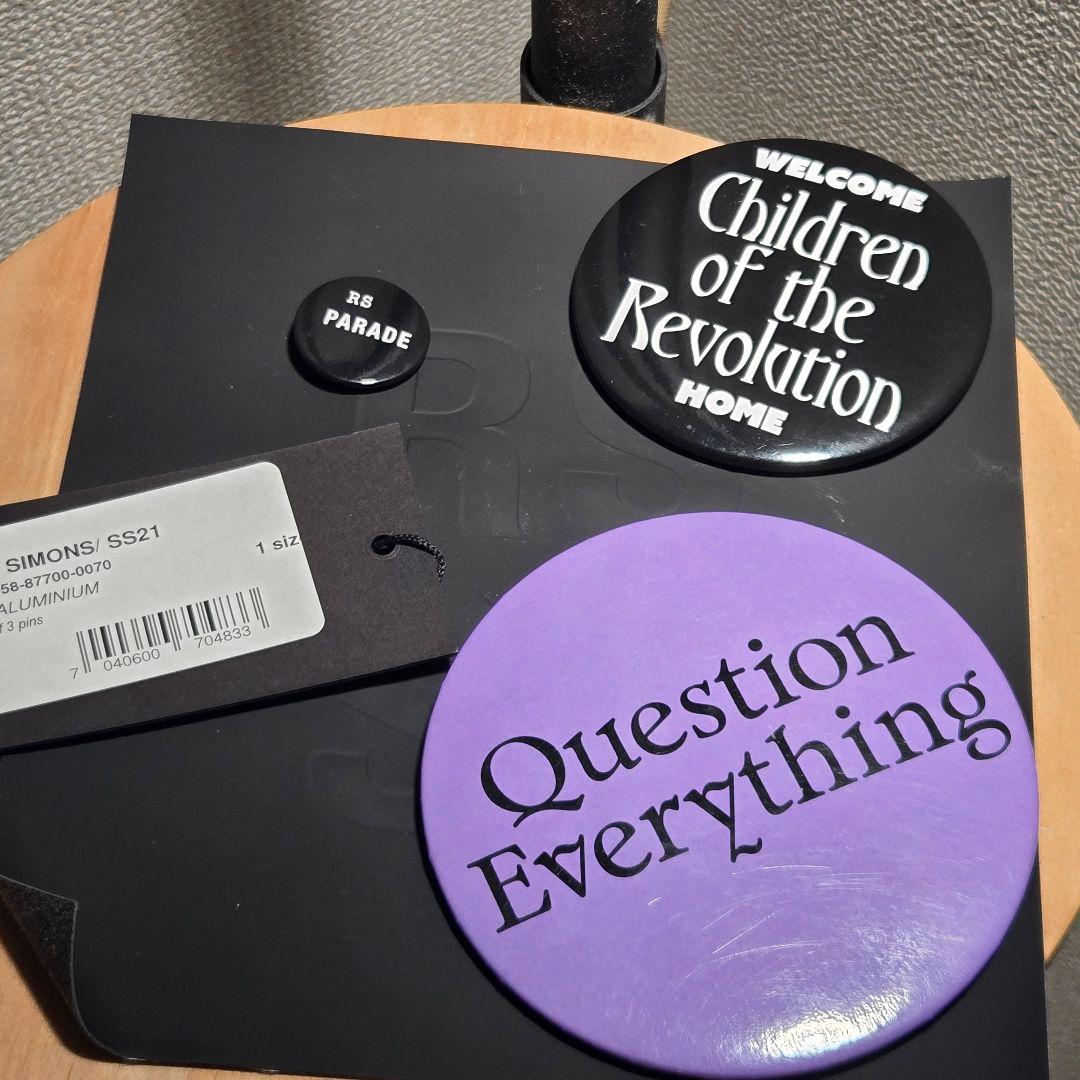 WELCOME
Children
of the
Revolution
HOME
RS
PARADE
RS
SIMONS/ SS21
1 siz
58-87700-0070
ALUMINIUM
f 3 pins
7 040600 704833
Question
Everything